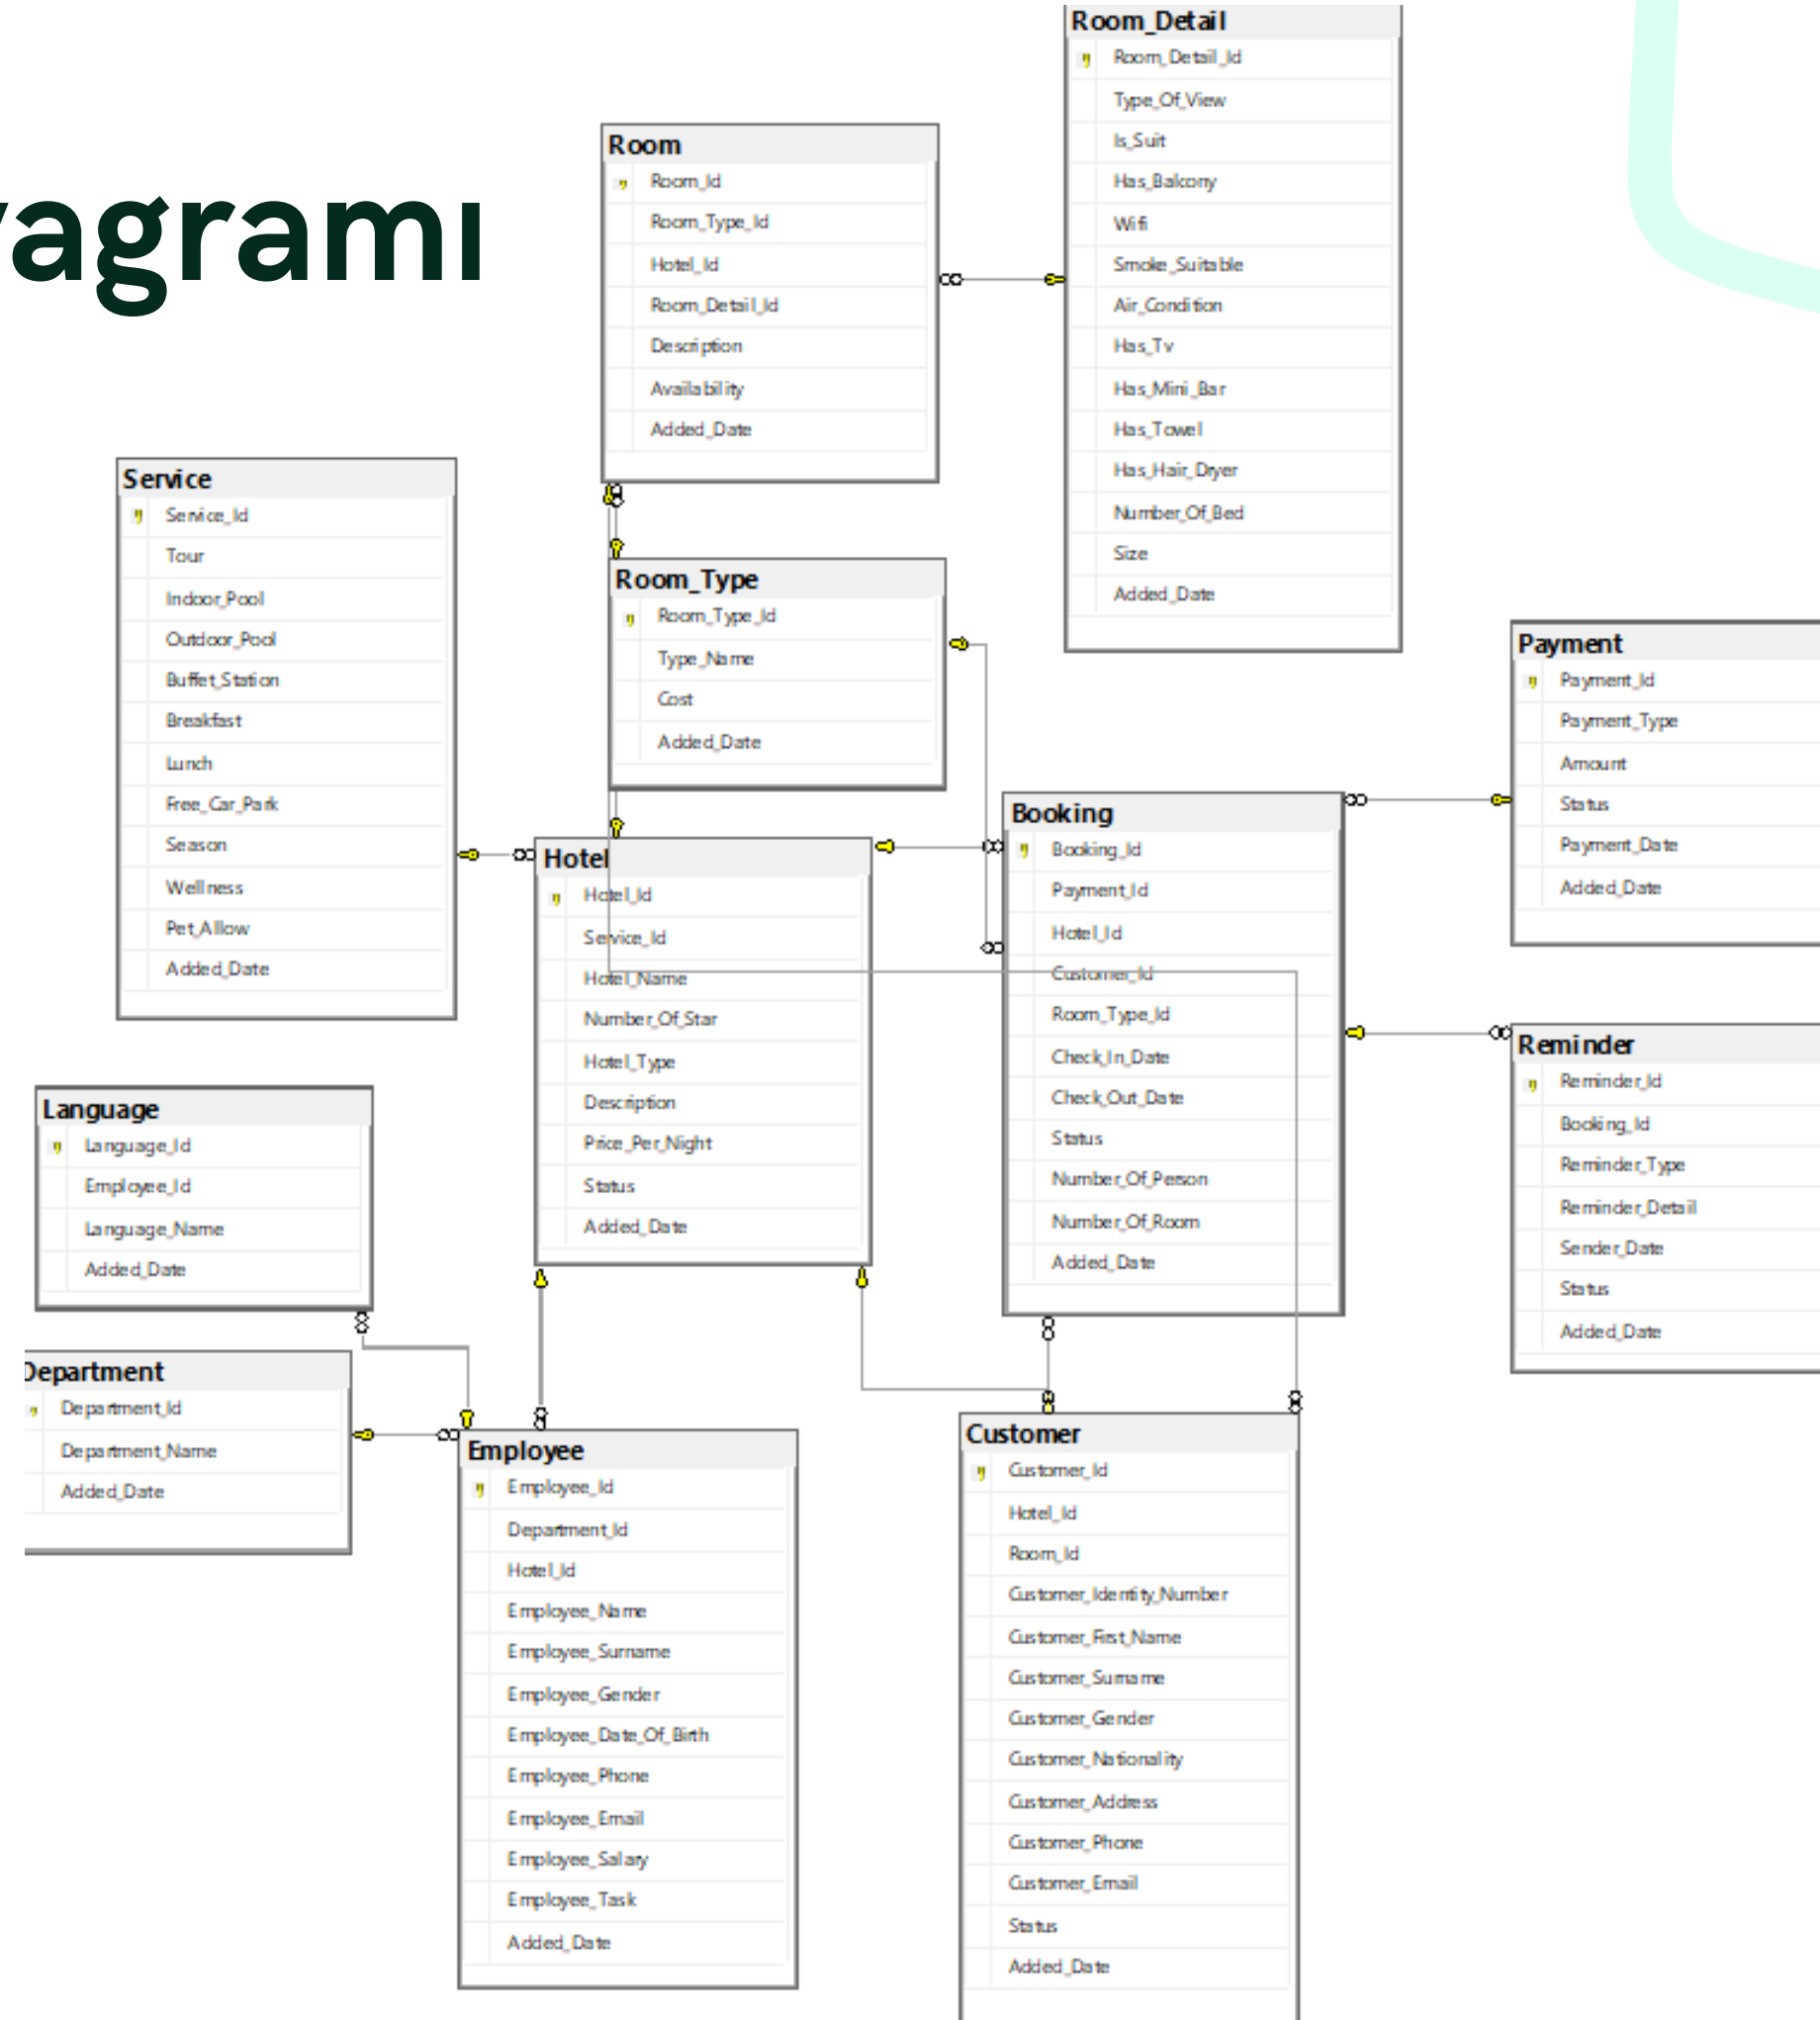 yagramı
Room_Detail
Room_Detail_Id
Type_Of_View
Is_Suit
Has_Balcony
Wifi
Smoke_Suitable
Air_Condition
Has_Tv
Has_Mini_Bar
Has_Towel
Has_Hair_Dryer
Number_Of_Bed
Size
Added_Date
Room
Room_Id
Room_Type_Id
Hotel_Id
Room_Detail_Id
Description
Availability
Added_Date
Service
Service_Id
Tour
Indoor_Pool
Outdoor_Pool
Buffet_Station
Breakfast
Lunch
Free_Car_Park
Season
Wellness
Pet_Allow
Added_Date
Room_Type
Room_Type_Id
Type_Name
Cost
Added_Date
Payment
Payment_Id
Payment_Type
Amount
Status
Payment_Date
Added_Date
Booking
Booking_Id
Payment_Id
Hotel_Id
Customer_Id
Room_Type_Id
Check_In_Date
Check_Out_Date
Status
Number_Of_Person
Number_Of_Room
Added_Date
Hotel
Hotel_Id
Service_Id
Hotel_Name
Number_Of_Star
Hotel_Type
Description
Price_Per_Night
Status
Added_Date
Reminder
Reminder_Id
Booking_Id
Reminder_Type
Reminder_Detail
Sender_Date
Status
Added_Date
Language
Language_Id
Employee_Id
Language_Name
Added_Date
Department
Department_Id
Department_Name
Added_Date
Employee
Employee_Id
Department_Id
Hotel_Id
Employee_Name
Employee_Surname
Employee_Gender
Employee_Date_Of_Birth
Employee_Phone
Employee_Email
Employee_Salary
Employee_Task
Added_Date
Customer
Customer_Id
Hotel_Id
Room_Id
Customer_Identity_Number
Customer_First_Name
Customer_Surname
Customer_Gender
Customer_Nationality
Customer_Address
Customer_Phone
Customer_Email
Status
Added_Date